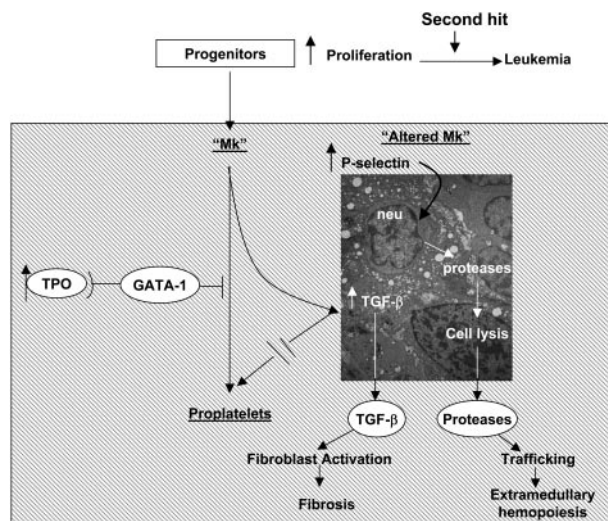 Second hit
Progenitors
Proliferation
Leukemia
"Mk"
"Altered Mk"
P-selectin
neu
proteases
TPO
GATA-1
TGF-β
Cell lysis
Proplatelets
TGF-β
Proteases
Fibroblast Activation
Trafficking
Fibrosis
Extramedullary
hemopoiesis